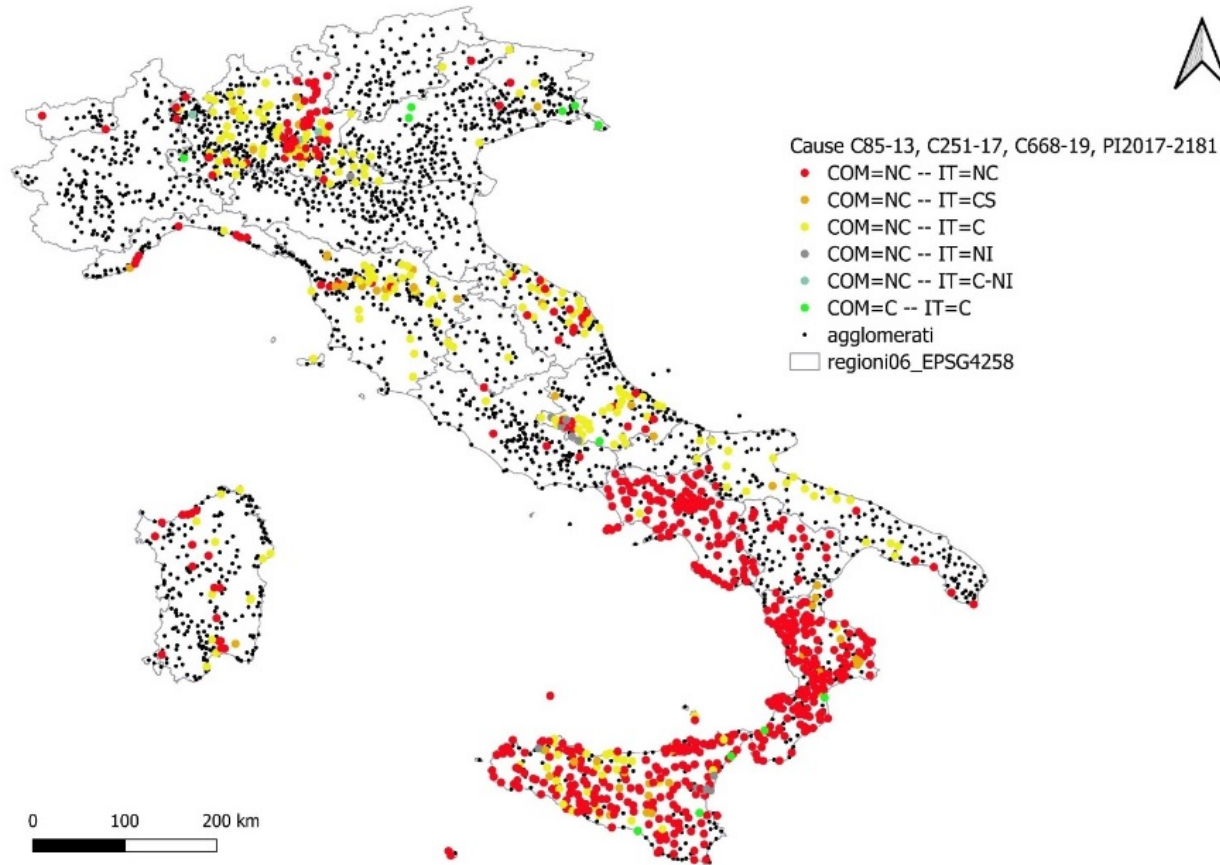 Cause C85-13, C251-17, C668-19, PI2017-2181
COM=NC -- IT=NC
COM=NC -- IT=CS
COM=NC -- IT=C
COM=NC -- IT=NI
COM=NC -- IT=C-NI
COM=C -- IT=C
agglomerati
regioni06_EPSG4258
0 100 200 km